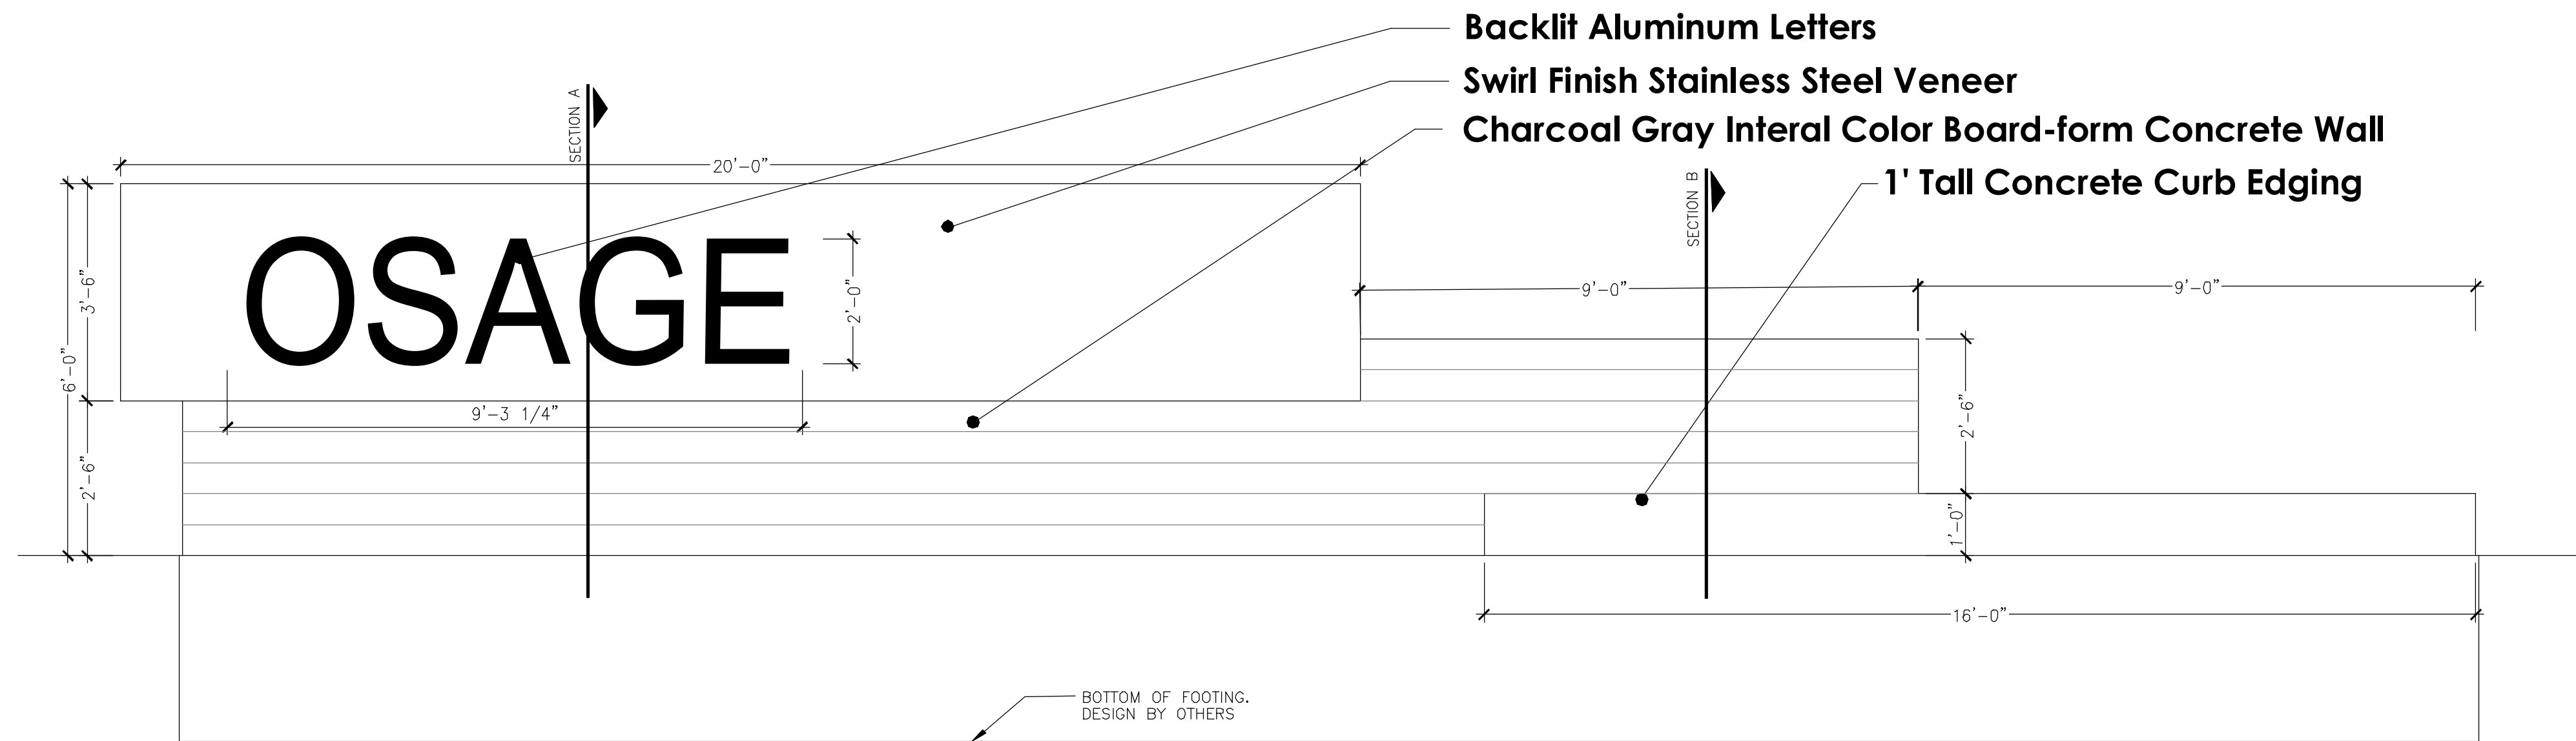 Backlit Aluminum Letters
Swirl Finish Stainless Steel Veneer
Charcoal Gray Interal Color Board-form Concrete Wall
1' Tall Concrete Curb Edging
SECTION A
SECTION B
20'-0"
OSAGE
6'-0"
3'-6"
2'-6"
2'-0"
9'-3 1/4"
9'-0"
9'-0"
2'-6"
1'-0"
16'-0"
BOTTOM OF FOOTING.
DESIGN BY OTHERS